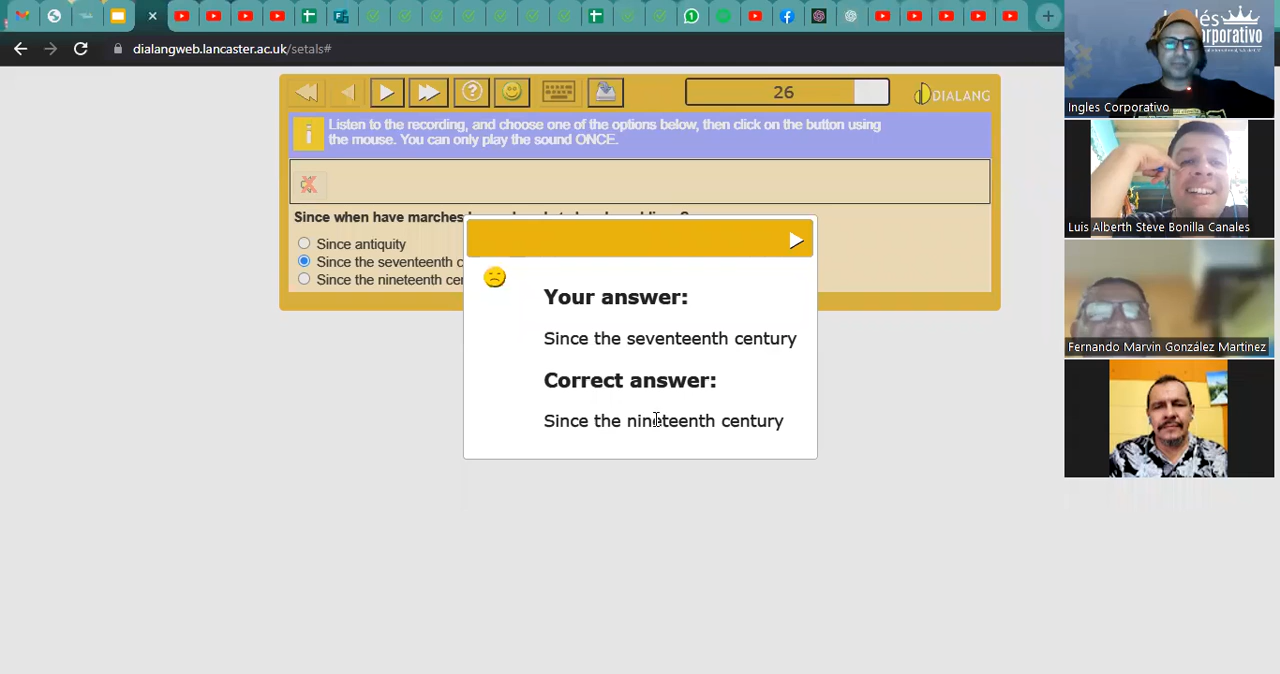 dialangweb.lancaster.ac.uk/setals#
26
DIALANG
Listen to the recording, and choose one of the options below, then click on the button using
the mouse. You can only play the sound ONCE.
Since when have marches
Since antiquity
Since the seventeenth c
Since the nineteenth ce
Your answer:
Since the seventeenth century
Correct answer:
Since the nineteenth century
Inglés
Corporativo
Ingles Corporativo
Luis Alberth Steve Bonilla Canales
Fernando Marvin González Martinez